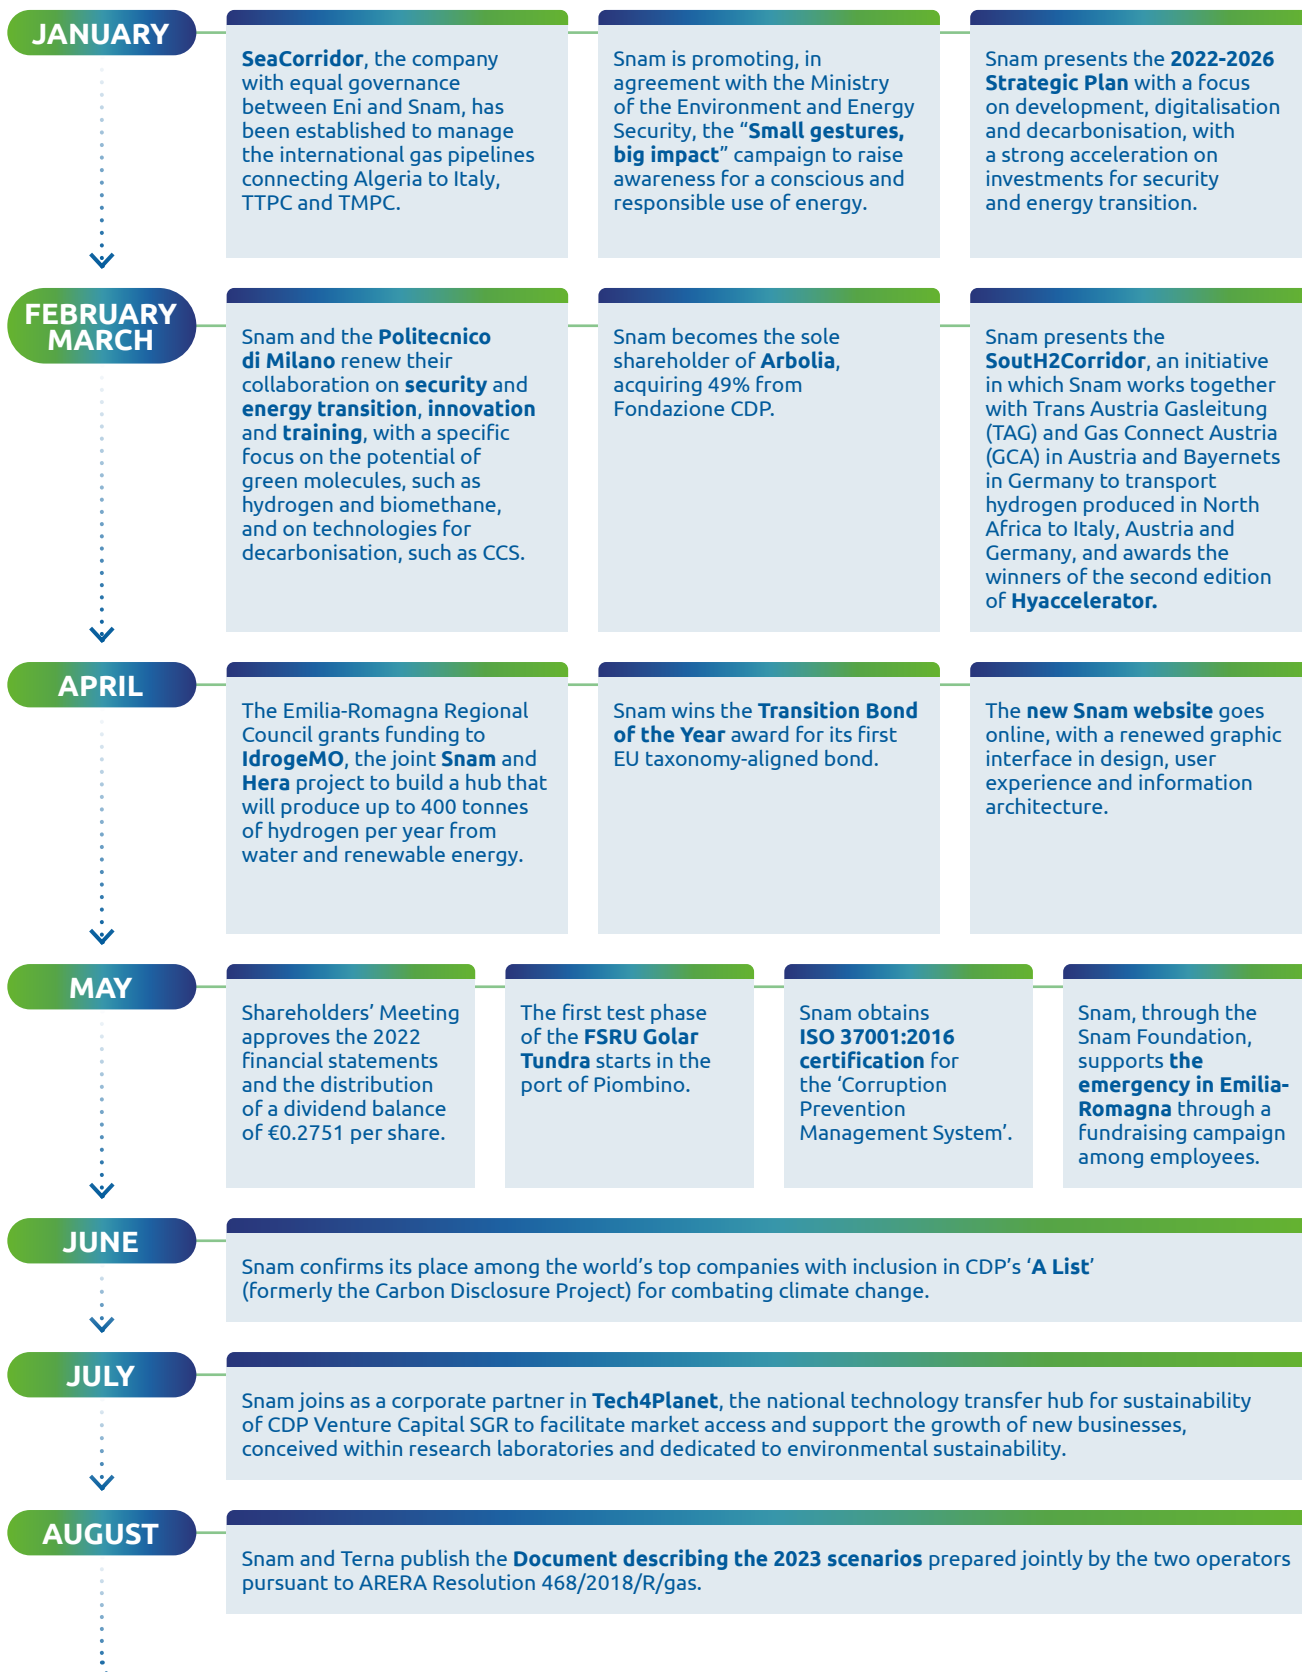 JANUARY
SeaCorridor, the company
with equal governance
between Eni and Snam, has
been established to manage
the international gas pipelines
connecting Algeria to Italy,
TTPC and TMPC.
Snam is promoting, in
agreement with the Ministry
of the Environment and Energy
Security, the “Small gestures,
big impact” campaign to raise
awareness for a conscious and
responsible use of energy.
Snam presents the 2022-2026
Strategic Plan with a focus
on development, digitalisation
and decarbonisation, with
a strong acceleration on
investments for security
and energy transition.
FEBRUARY
MARCH
Snam and the Politecnico
di Milano renew their
collaboration on security and
energy transition, innovation
and training, with a specific
focus on the potential of
green molecules, such as
hydrogen and biomethane,
and on technologies for
decarbonisation, such as CCS.
Snam becomes the sole
shareholder of Arbolia,
acquiring 49% from
Fondazione CDP.
Snam presents the
SoutH2Corridor, an initiative
in which Snam works together
with Trans Austria Gasleitung
(TAG) and Gas Connect Austria
(GCA) in Austria and Bayernets
in Germany to transport
hydrogen produced in North
Africa to Italy, Austria and
Germany, and awards the
winners of the second edition
of Hyaccelerator.
APRIL
The Emilia-Romagna Regional
Council grants funding to
IdrogeMO, the joint Snam and
Hera project to build a hub that
will produce up to 400 tonnes
of hydrogen per year from
water and renewable energy.
Snam wins the Transition Bond
of the Year award for its first
EU taxonomy-aligned bond.
The new Snam website goes
online, with a renewed graphic
interface in design, user
experience and information
architecture.
MAY
Shareholders’ Meeting
approves the 2022
financial statements
and the distribution
of a dividend balance
of €0.2751 per share.
The first test phase
of the FSRU Golar
Tundra starts in the
port of Piombino.
Snam obtains
ISO 37001:2016
certification for
the ‘Corruption
Prevention
Management System’.
Snam, through the
Snam Foundation,
supports the
emergency in Emilia-
Romagna through a
fundraising campaign
among employees.
JUNE
Snam confirms its place among the world’s top companies with inclusion in CDP’s ‘A List’
(formerly the Carbon Disclosure Project) for combating climate change.
JULY
Snam joins as a corporate partner in Tech4Planet, the national technology transfer hub for sustainability
of CDP Venture Capital SGR to facilitate market access and support the growth of new businesses,
conceived within research laboratories and dedicated to environmental sustainability.
AUGUST
Snam and Terna publish the Document describing the 2023 scenarios prepared jointly by the two operators
pursuant to ARERA Resolution 468/2018/R/gas.